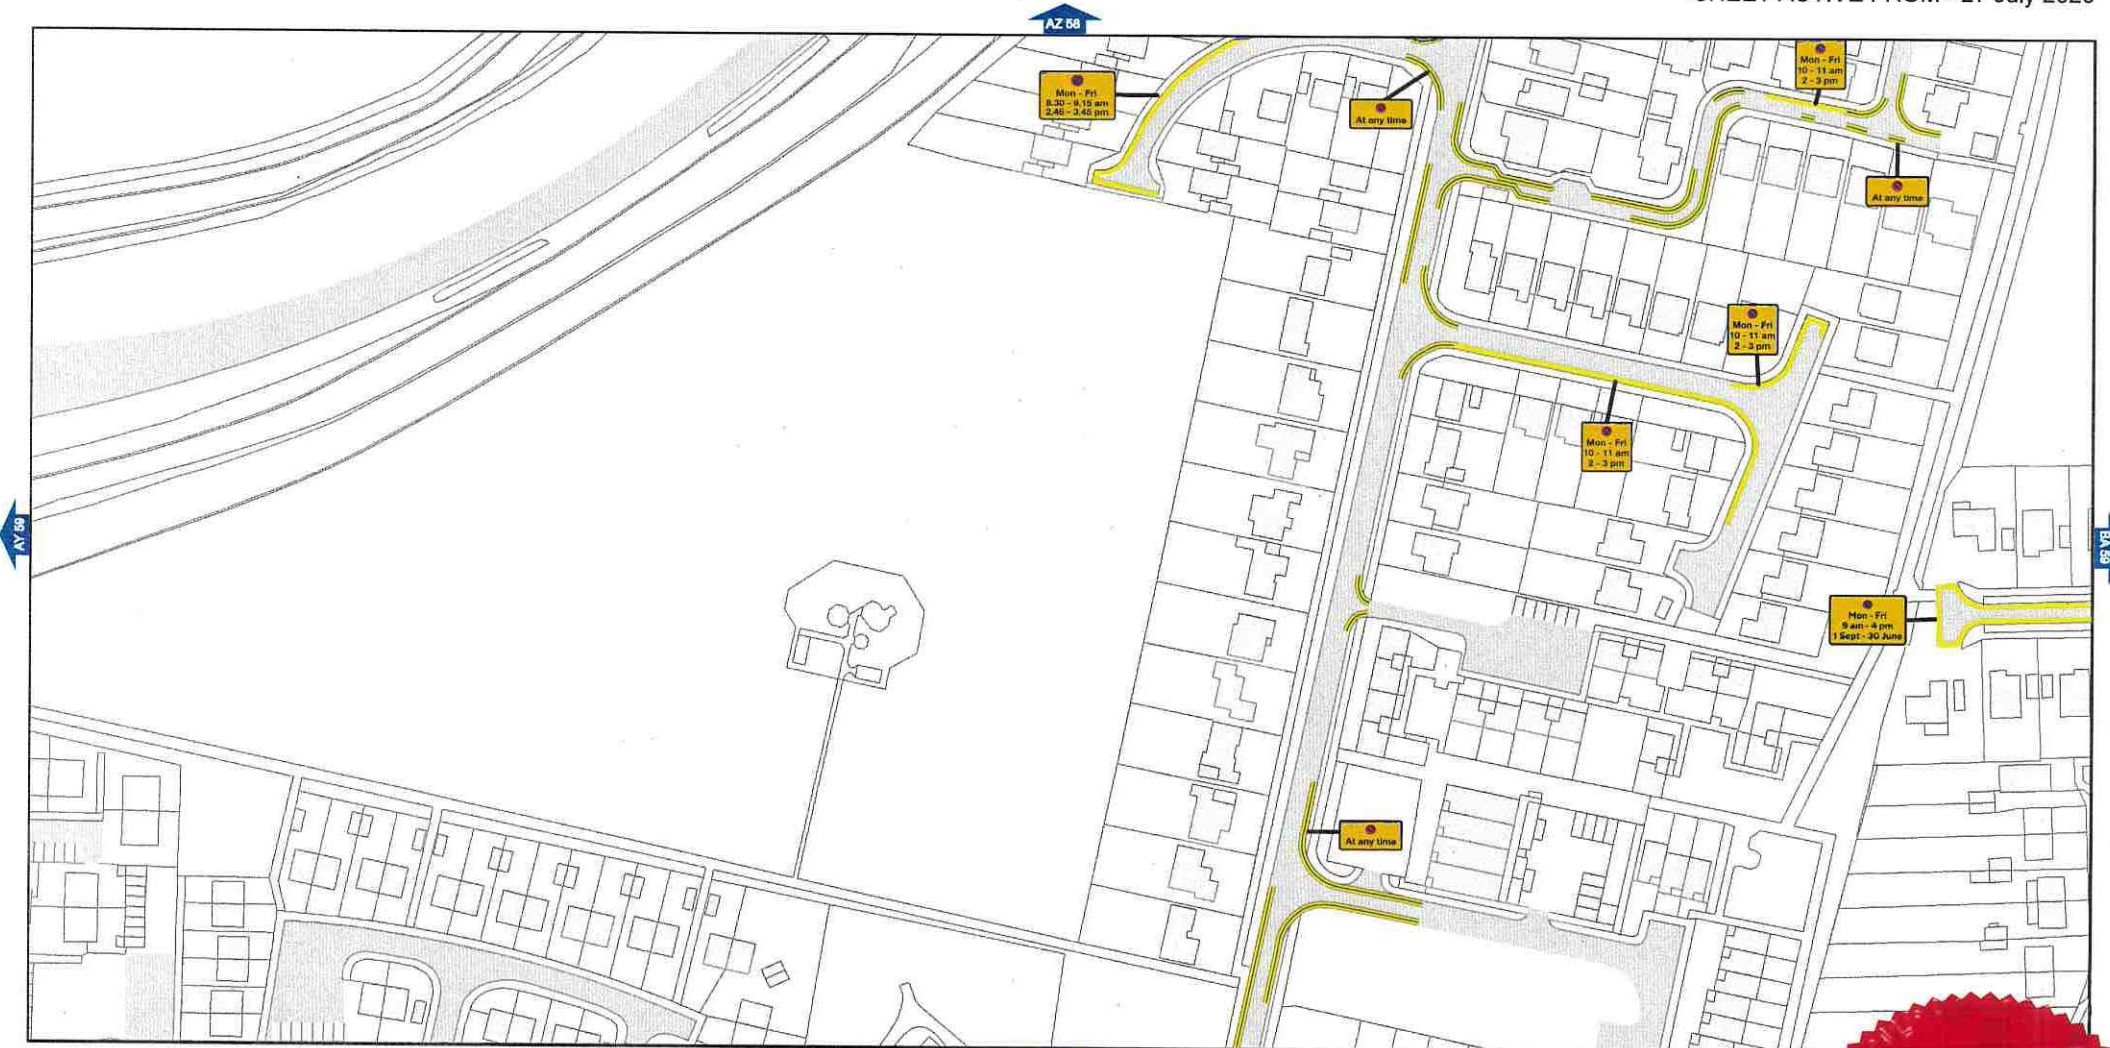 AZ 58
Mon - Fri
8.30 - 9.15 am
2.45 - 3.45 pm
At any time
Mon - Fri
10 - 11 am
2 - 3 pm
At any time
Mon - Fri
10 - 11 am
2 - 3 pm
Mon - Fri
10 - 11 am
2 - 3 pm
AY 59
BA 59
Mon - Fri
9 am - 4 pm
1 Sept - 30 June
At any time